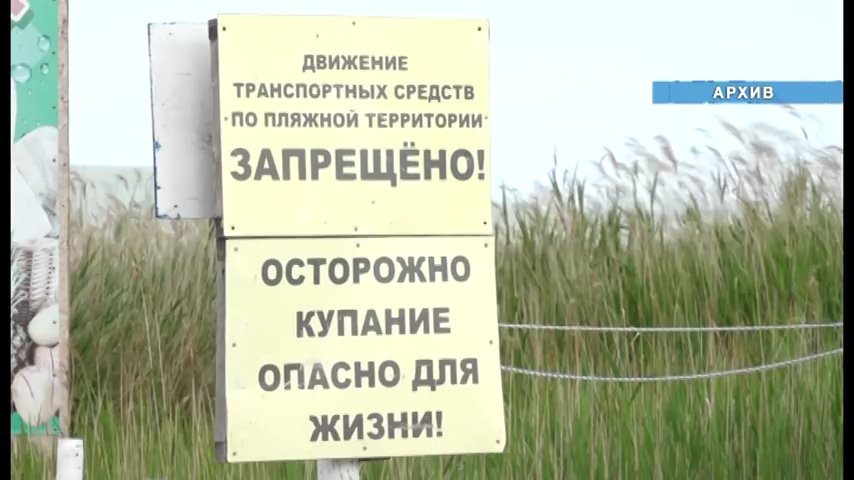 ДВИЖЕНИЕ
ТРАНСПОРТНЫХ СРЕДСТВ
ПО ПЛЯЖНОЙ ТЕРРИТОРИИ
ЗАПРЕЩЁНО!
ОСТОРОЖНО
КУПАНИЕ
ОПАСНО ДЛЯ
ЖИЗНИ!
АРХИВ